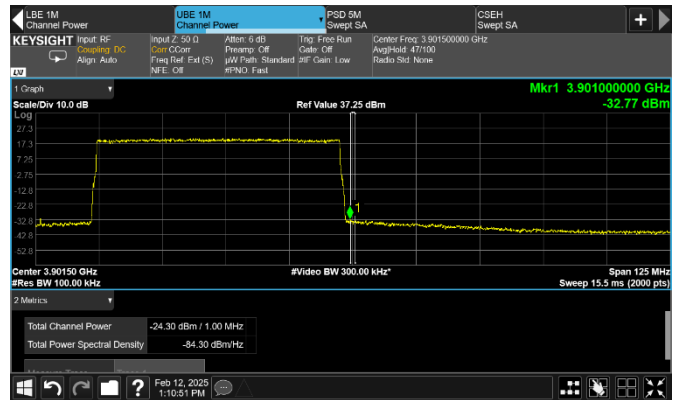 LBE 1M
Channel Power
UBE 1M
Channel Power
PSD 5M
Swept SA
CSEH
Swept SA
KEYSIGHT
Input: RF
Coupling: DC
Align: Auto
Input Z: 50 Ω
Corr CCorr
Freq Ref: Ext (S)
NFE: Off
Atten: 6 dB
Preamp: Off
µW Path: Standard
#PNO: Fast
Trig: Free Run
Gate: Off
#IF Gain: Low
Center Freq: 3.901500000 GHz
Avg|Hold: 47/100
Radio Std: None
LXI
1 Graph
Mkr1 3.901000000 GHz
Scale/Div 10.0 dB
Ref Value 37.25 dBm
-32.77 dBm
Log
27.3
17.3
7.25
-2.75
-12.8
-22.8
-32.8
-42.8
-52.8
1
Center 3.90150 GHz
#Video BW 300.00 kHz*
Span 125 MHz
#Res BW 100.00 kHz
Sweep 15.5 ms (2000 pts)
2 Metrics
Total Channel Power -24.30 dBm / 1.00 MHz
Total Power Spectral Density -84.30 dBm/Hz
Feb 12, 2025
1:10:51 PM